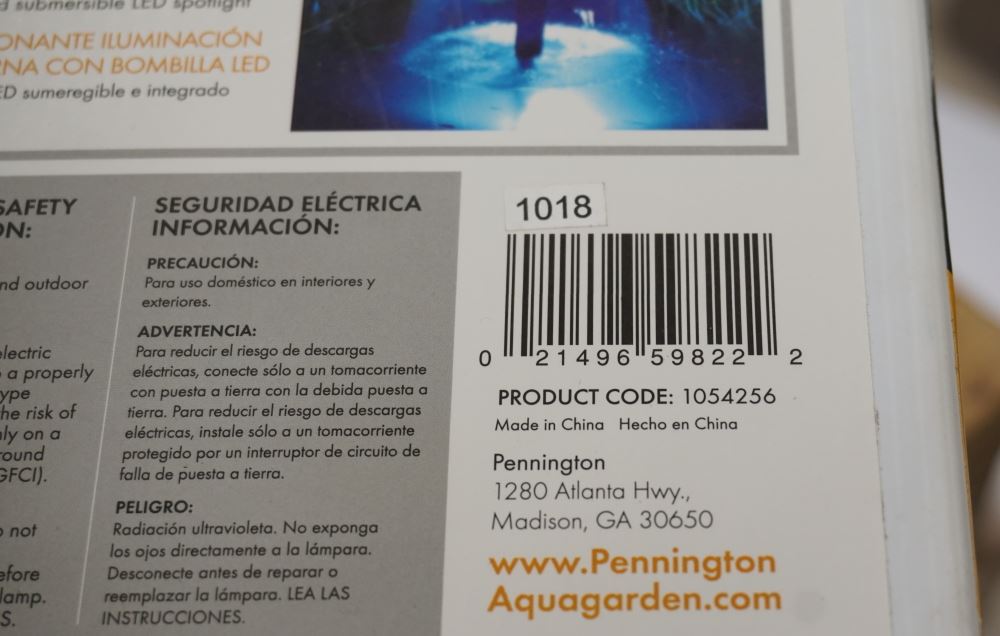 d submersible LED spotlight
ONANTE ILUMINACIÓN
RNA CON BOMBILLA LED
ED sumeregible e integrado
SAFETY
ON:
nd outdoor
electric
o a properly
ype
he risk of
nly on a
round
GFCI).
o not
efore
lamp.
S.
SEGURIDAD ELÉCTRICA
INFORMACIÓN:
PRECAUCIÓN:
Para uso doméstico en interiores y
exteriores.
ADVERTENCIA:
Para reducir el riesgo de descargas
eléctricas, conecte sólo a un tomacorriente
con puesta a tierra con la debida puesta a
tierra. Para reducir el riesgo de descargas
eléctricas, instale sólo a un tomacorriente
protegido por un interruptor de circuito de
falla de puesta a tierra.
PELIGRO:
Radiación ultravioleta. No exponga
los ojos directamente a la lámpara.
Desconecte antes de reparar o
reemplazar la lámpara. LEA LAS
INSTRUCCIONES.
1018
0 21496 59822 2
PRODUCT CODE: 1054256
Made in China Hecho en China
Pennington
1280 Atlanta Hwy.,
Madison, GA 30650
www.Pennington
Aquagarden.com